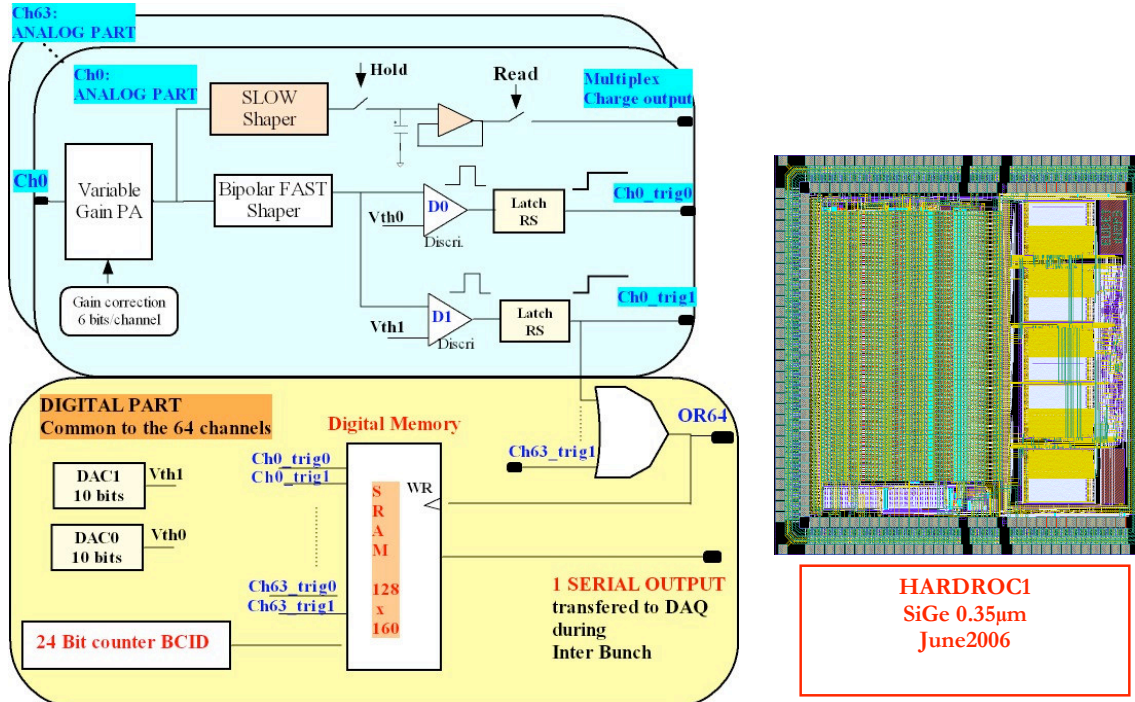 Ch63:
ANALOG PART
Ch0:
ANALOG PART
Hold
Read
Multiplex
Charge output
SLOW
Shaper
Ch0
Variable
Gain PA
Bipolar FAST
Shaper
Vth0
D0
Discri.
Latch
RS
Ch0_trig0
Gain correction
6 bits/channel
Vth1
D1
Discri
Latch
RS
Ch0_trig1
DIGITAL PART
Common to the 64 channels
Digital Memory
OR64
Ch63_trig1
DAC1
10 bits
Vth1
DAC0
10 bits
Vth0
Ch0_trig0
Ch0_trig1
Ch63_trig0
Ch63_trig1
S
R
A
M
128
x
160
WR
24 Bit counter BCID
1 SERIAL OUTPUT
transfered to DAQ
during
Inter Bunch
HARDROC1
SiGe 0.35µm
June2006